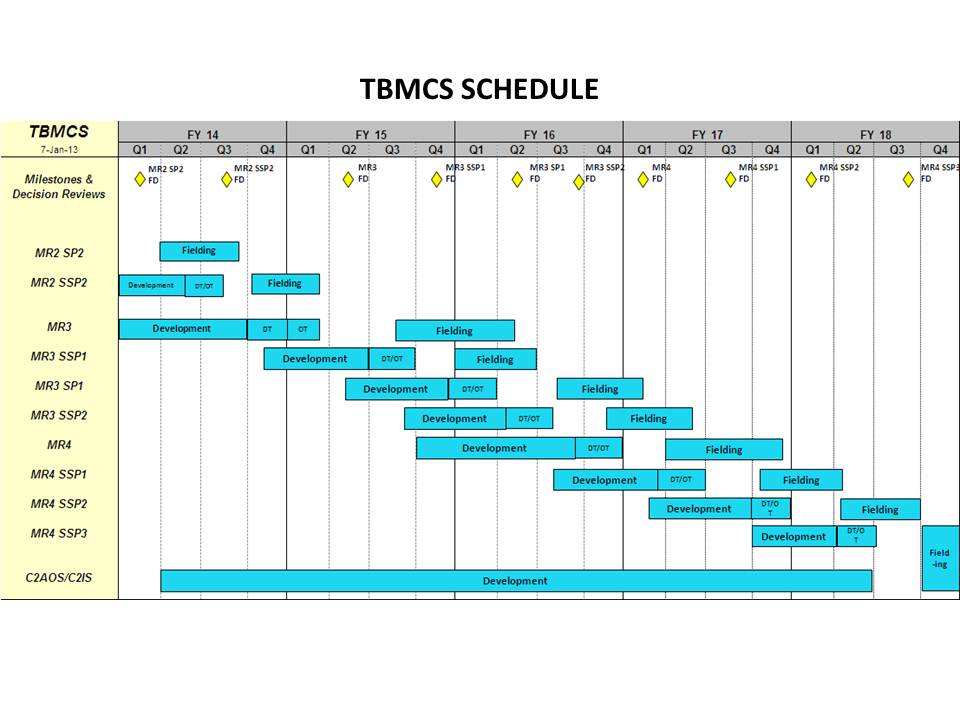 TBMCS SCHEDULE
TBMCS
7-Jan-13
FY 14 FY 15 FY 16 FY 17 FY 18
Q1 Q2 Q3 Q4 Q1 Q2 Q3 Q4 Q1 Q2 Q3 Q4 Q1 Q2 Q3 Q4 Q1 Q2 Q3 Q4
Milestones &
Decision Reviews
MR2 SP2
FD
MR2 SSP2
FD
MR3
FD
MR3 SSP1
FD
MR3 SP1
FD
MR3 SSP2
FD
MR4
FD
MR4 SSP1
FD
MR4 SSP2
FD
MR4 SSP3
FD
MR2 SP2
Fielding
MR2 SSP2
Development DT/OT Fielding
MR3
Development DT OT Fielding
MR3 SSP1
Development DT/OT Fielding
MR3 SP1
Development DT/OT Fielding
MR3 SSP2
Development DT/OT Fielding
MR4
Development DT/OT Fielding
MR4 SSP1
Development DT/OT Fielding
MR4 SSP2
Development DT/O
T
Fielding
MR4 SSP3
Development DT/O
T
Field
-ing
C2AOS/C2IS
Development